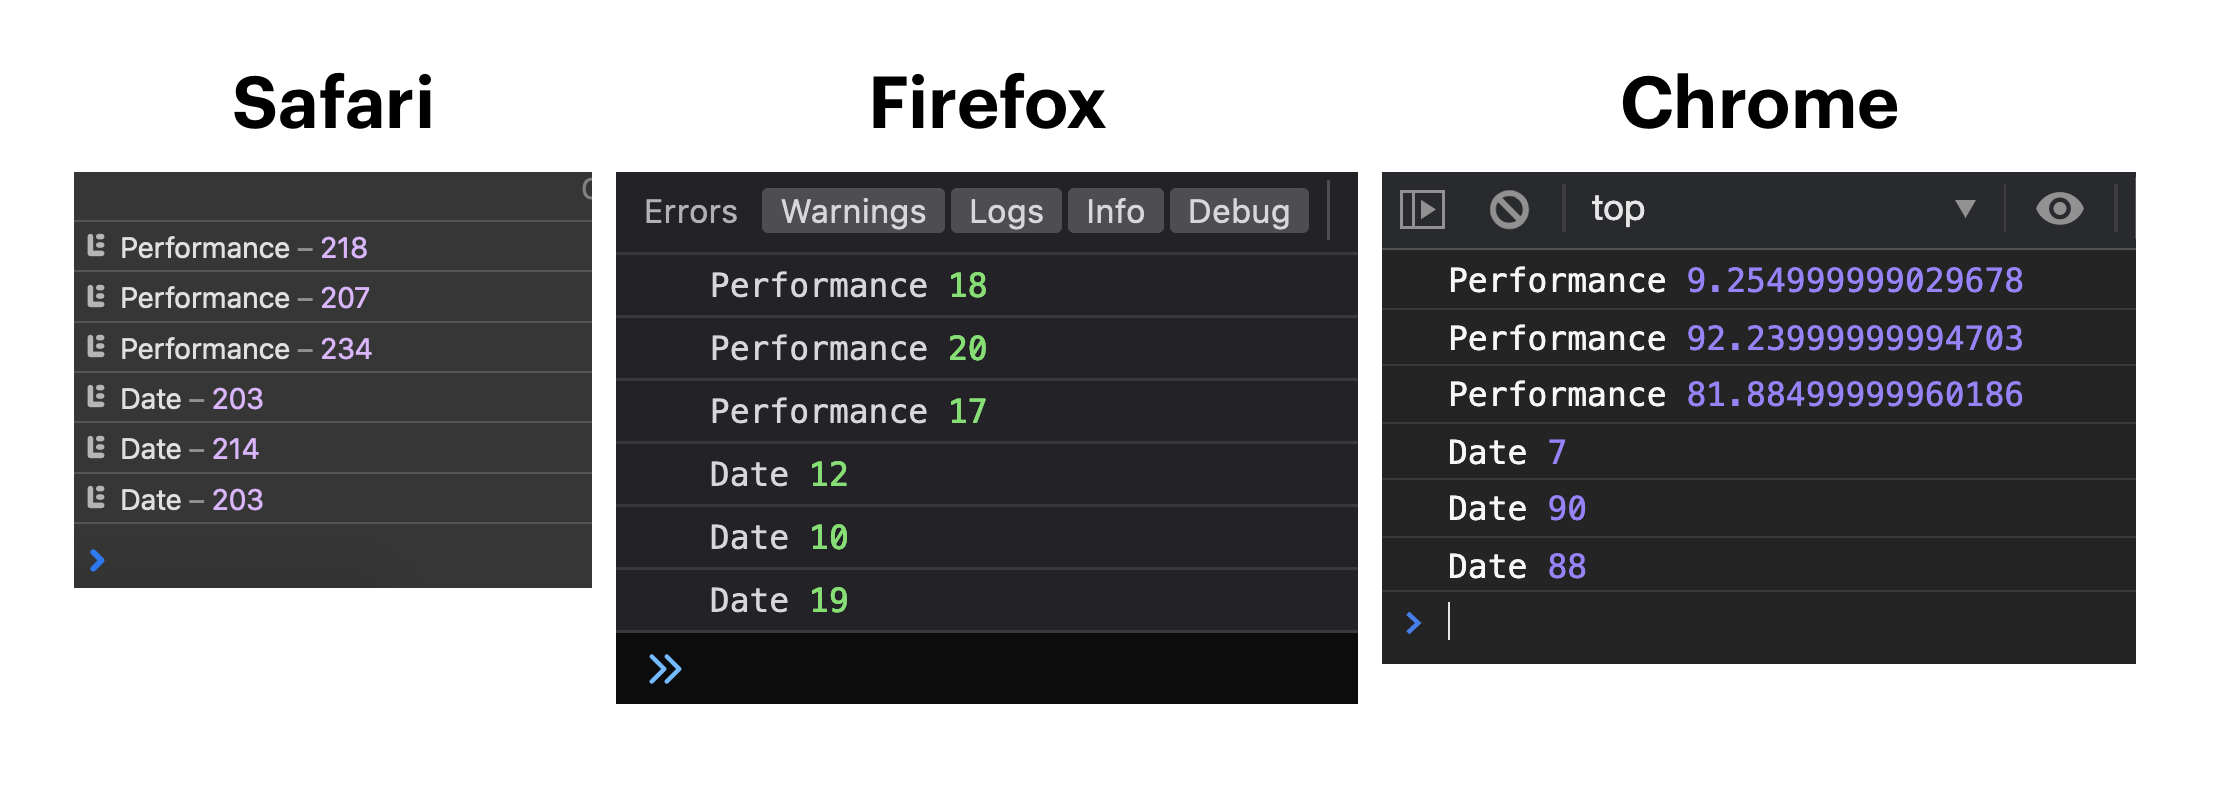 Safari
Performance – 218
Performance – 207
Performance – 234
Date – 203
Date – 214
Date – 203
Firefox
Errors Warnings Logs Info Debug
Performance 18
Performance 20
Performance 17
Date 12
Date 10
Date 19
Chrome
top
Performance 9.254999999029678
Performance 92.23999999994703
Performance 81.88499999960186
Date 7
Date 90
Date 88